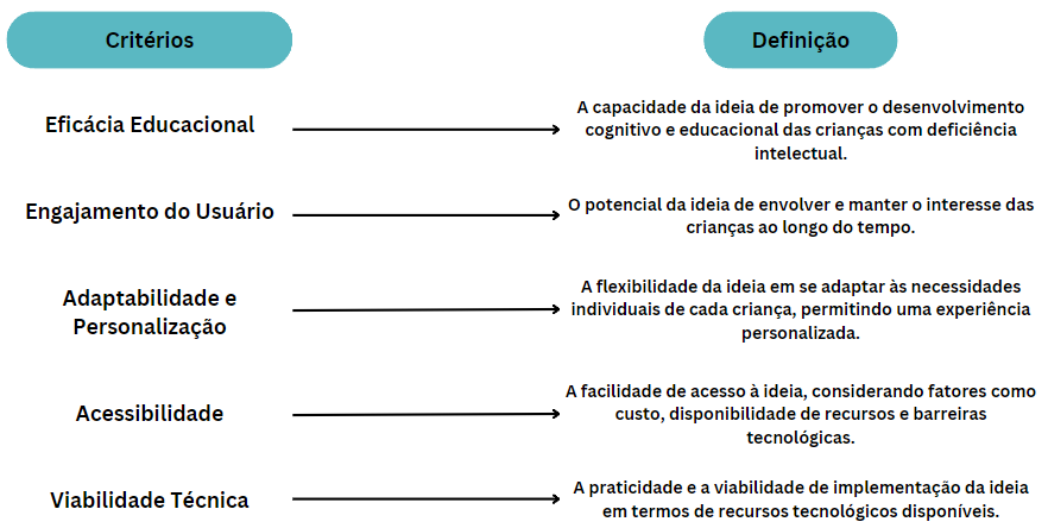 Critérios
Definição
Eficácia Educacional
A capacidade da ideia de promover o desenvolvimento
cognitivo e educacional das crianças com deficiência
intelectual.
Engajamento do Usuário
O potencial da ideia de envolver e manter o interesse das
crianças ao longo do tempo.
Adaptabilidade e
Personalização
A flexibilidade da ideia em se adaptar às necessidades
individuais de cada criança, permitindo uma experiência
personalizada.
Acessibilidade
A facilidade de acesso à ideia, considerando fatores como
custo, disponibilidade de recursos e barreiras
tecnológicas.
Viabilidade Técnica
A praticidade e a viabilidade de implementação da ideia
em termos de recursos tecnológicos disponíveis.